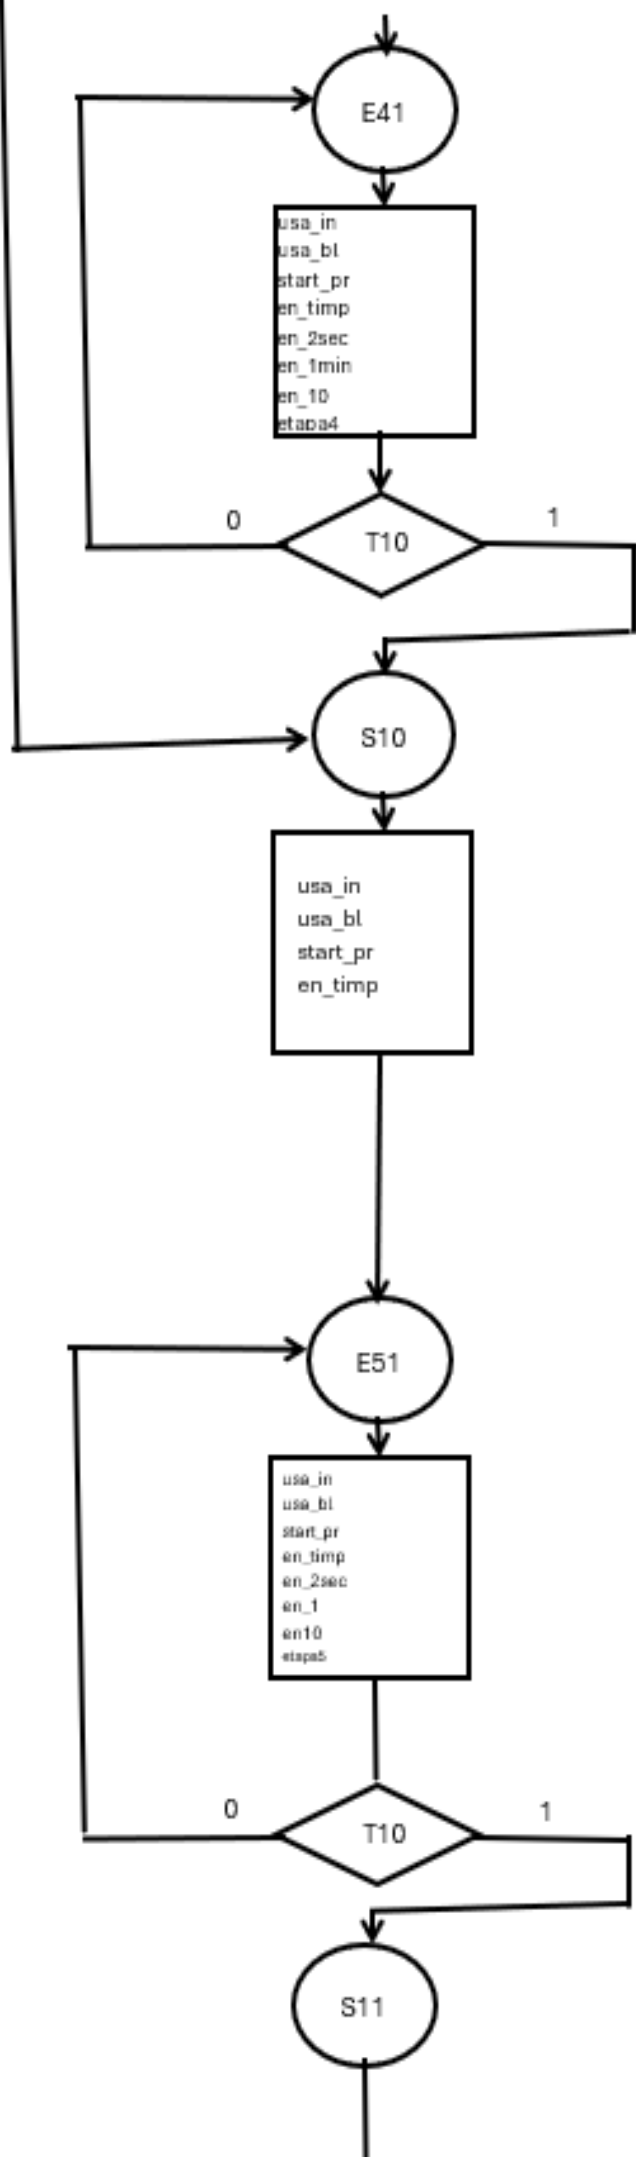 E41
usa_in
usa_bl
start_pr
en_timp
en_2sec
en_1min
en_10
etapa4
0
1
T10
S10
usa_in
usa_bl
start_pr
en_timp
E51
usa_in
usa_bl
start_pr
en_timp
en_2sec
en_1
en10
etapa5
0
1
T10
S11